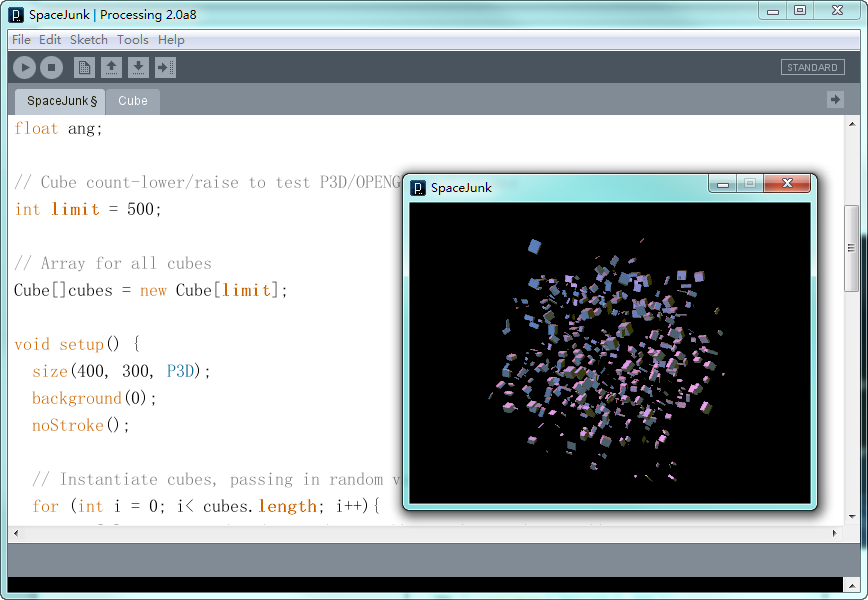 SpaceJunk | Processing 2.0a8
File Edit Sketch Tools Help
STANDARD
SpaceJunk § Cube
float ang;
// Cube count-lower/raise to test P3D/OPENG
int limit = 500;
// Array for all cubes
Cube[]cubes = new Cube[limit];
void setup() {
size(400, 300, P3D);
background(0);
noStroke();
// Instantiate cubes, passing in random v
for (int i = 0; i< cubes.length; i++){
SpaceJunk